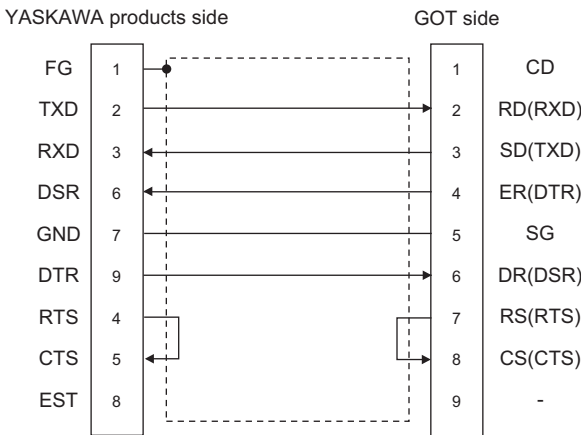 YASKAWA products side GOT side
FG 1 1 CD
TXD 2 2 RD(RXD)
RXD 3 3 SD(TXD)
DSR 6 4 ER(DTR)
GND 7 5 SG
DTR 9 6 DR(DSR)
RTS 4 7 RS(RTS)
CTS 5 8 CS(CTS)
EST 8 9 -